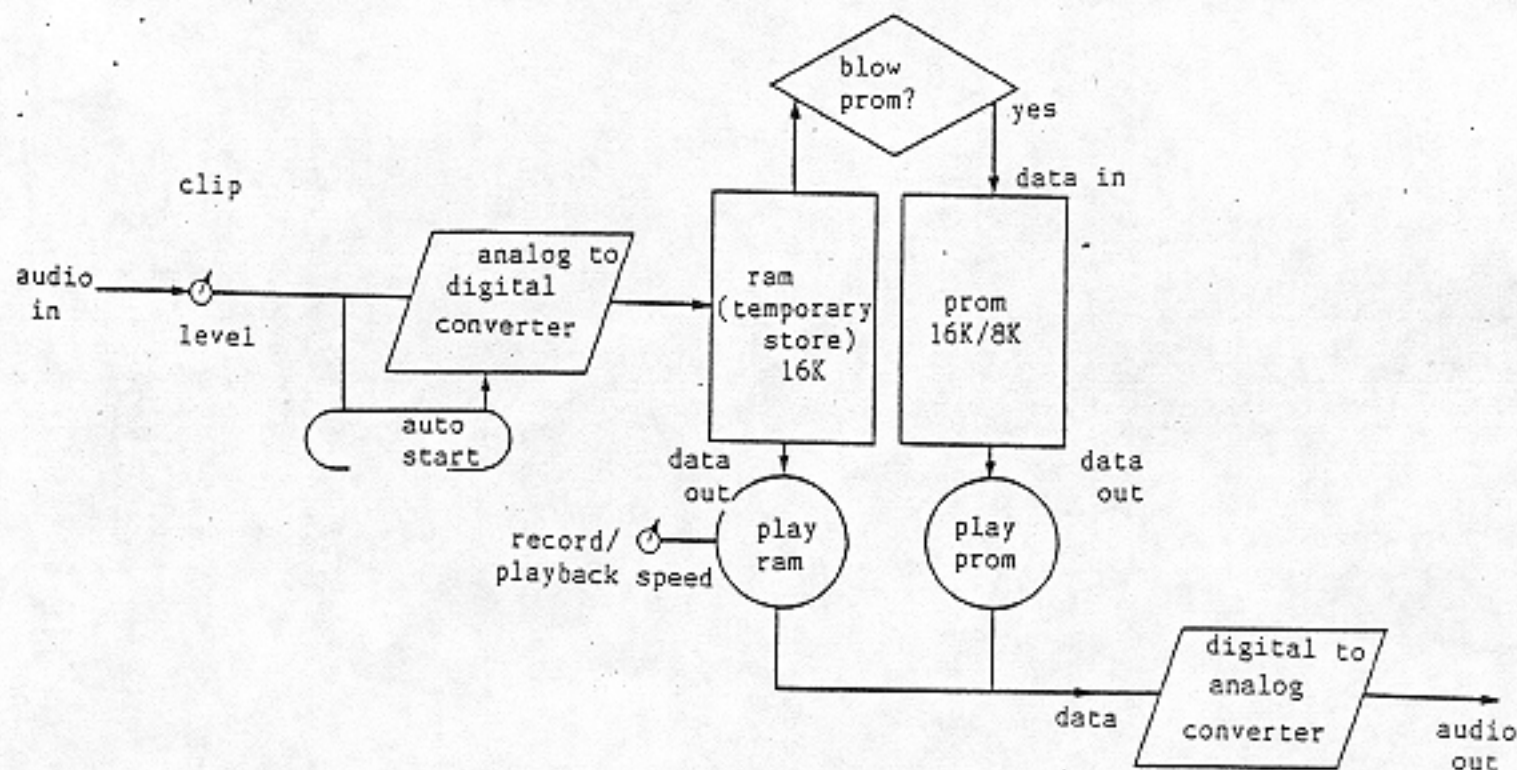 blow
prom?
yes
clip
data in
audio
in
level
analog to
digital
converter
auto
start
ram
(temporary
store)
16K
prom
16K/8K
data
out
data
out
record/
playback speed
play
ram
play
prom
data
digital to
analog
converter
audio
out